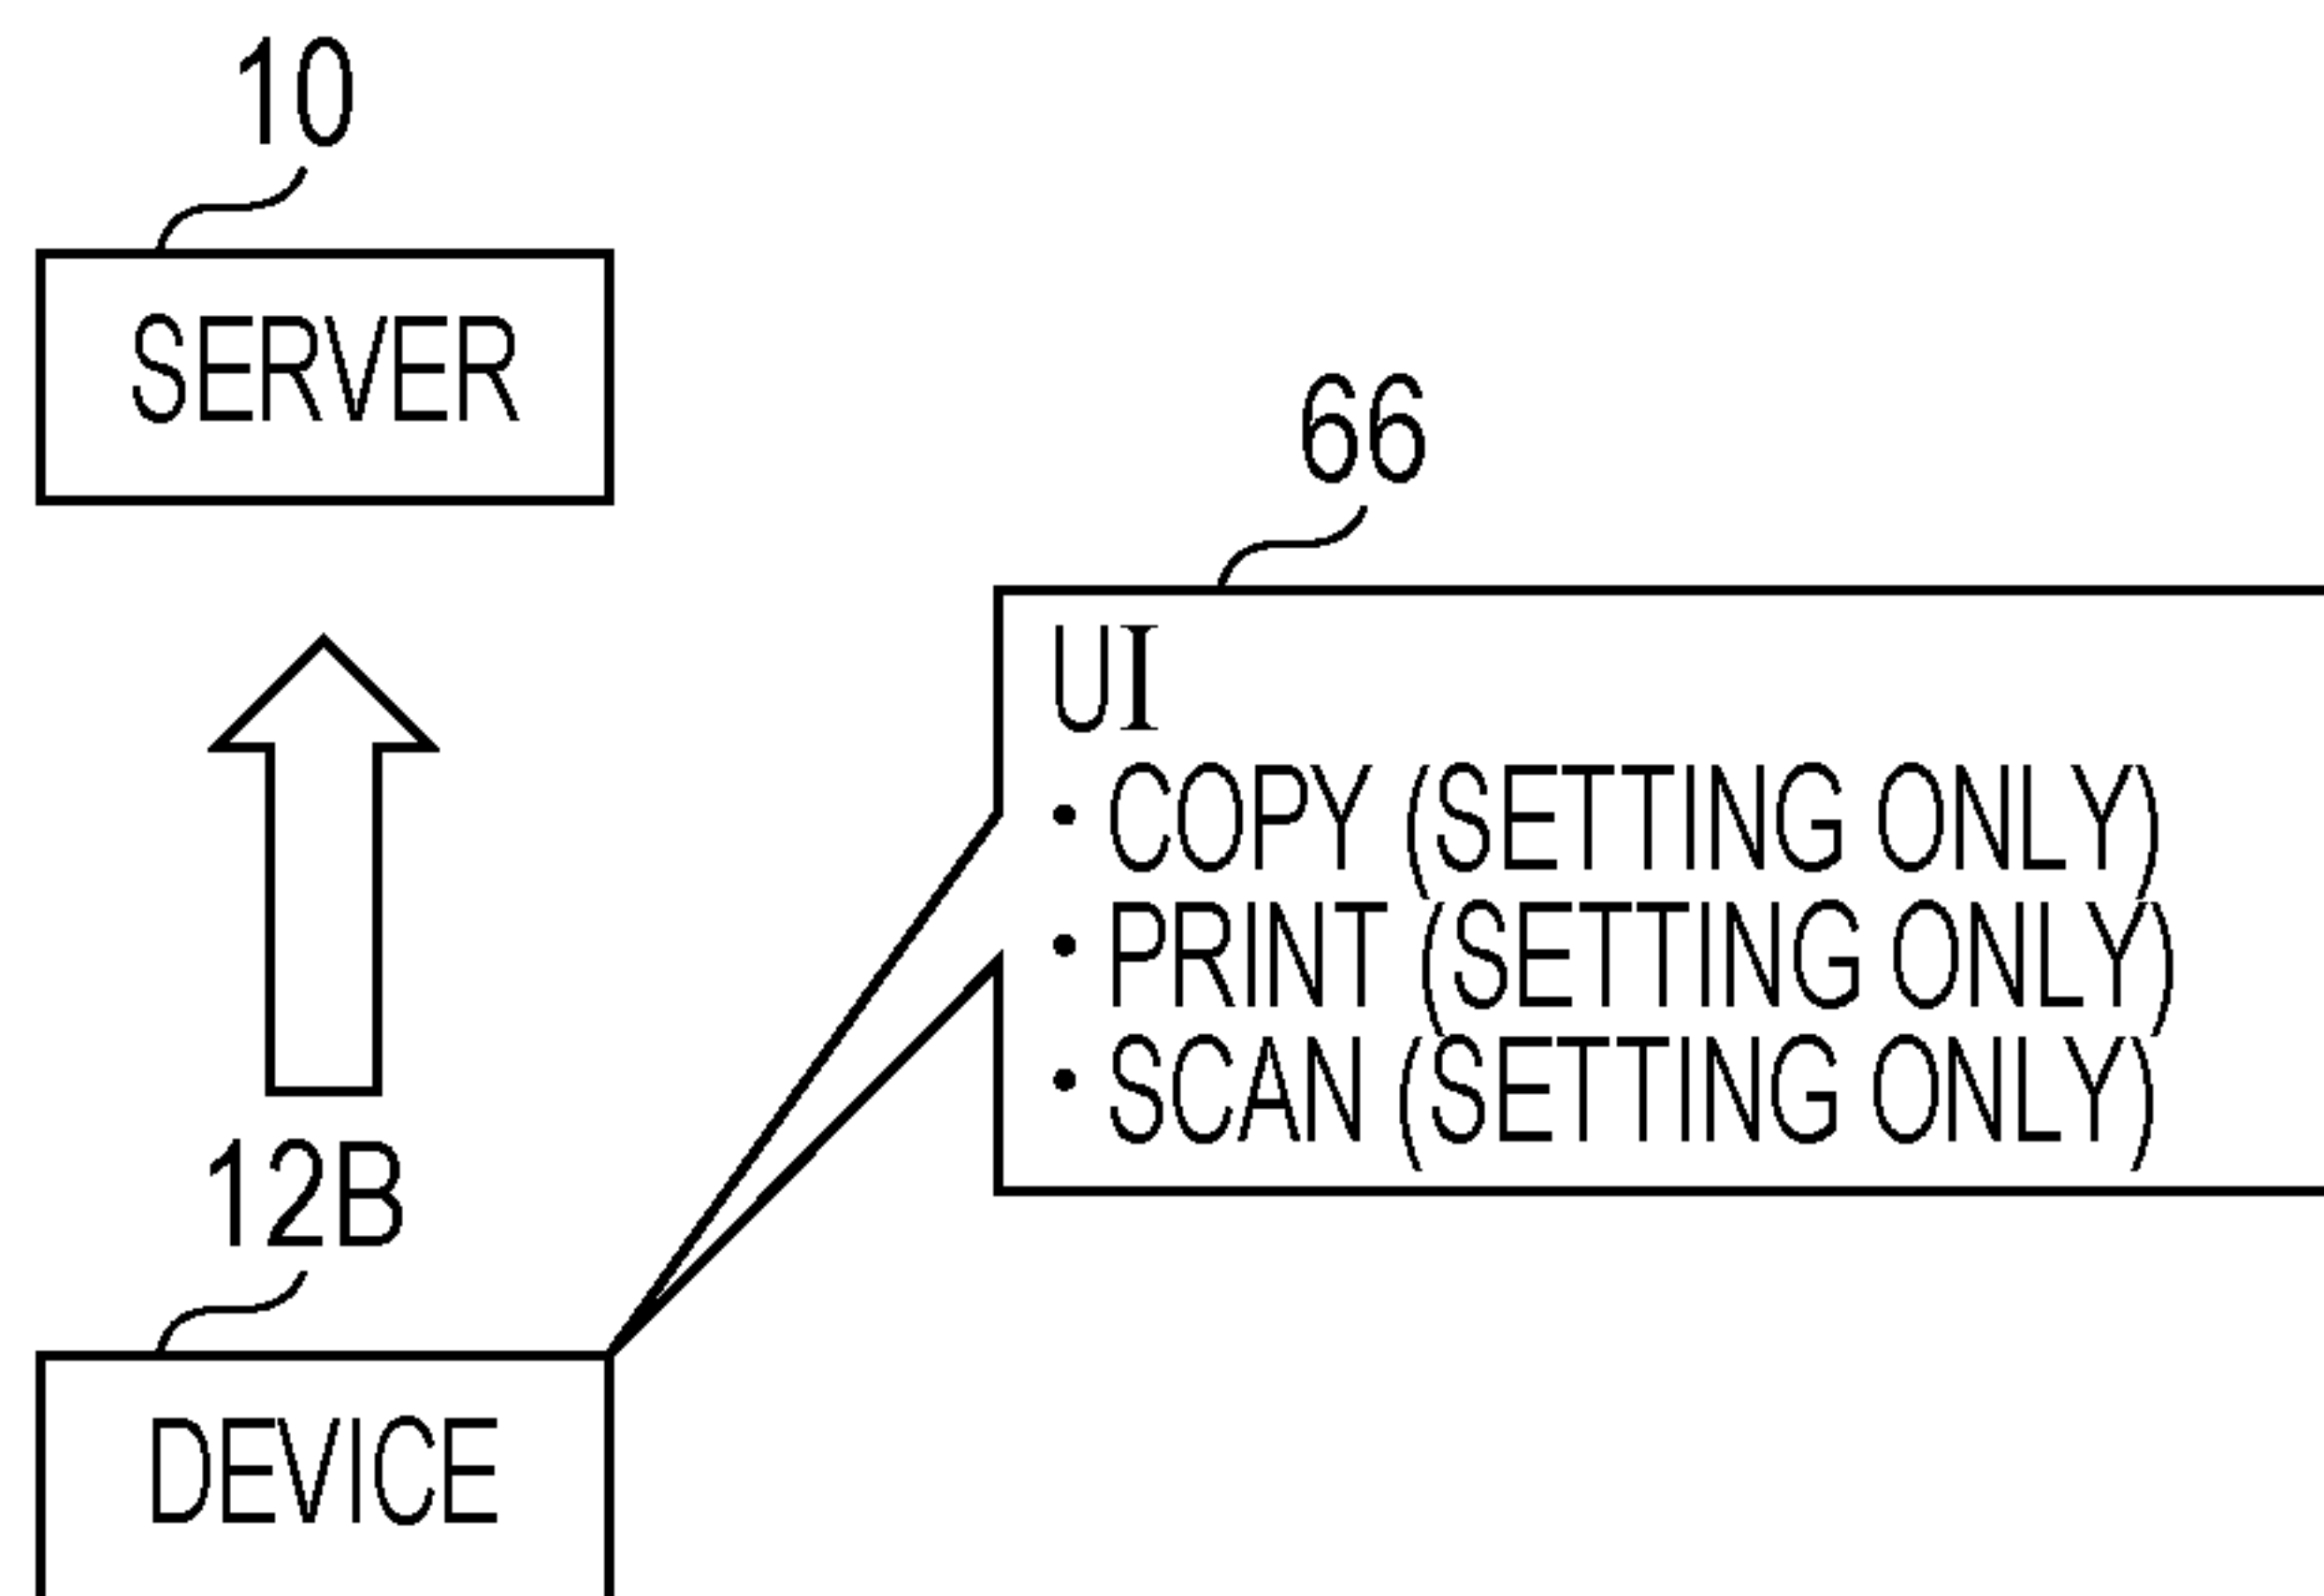 10
SERVER
66
UI
• COPY (SETTING ONLY)
• PRINT (SETTING ONLY)
• SCAN (SETTING ONLY)
12B
DEVICE